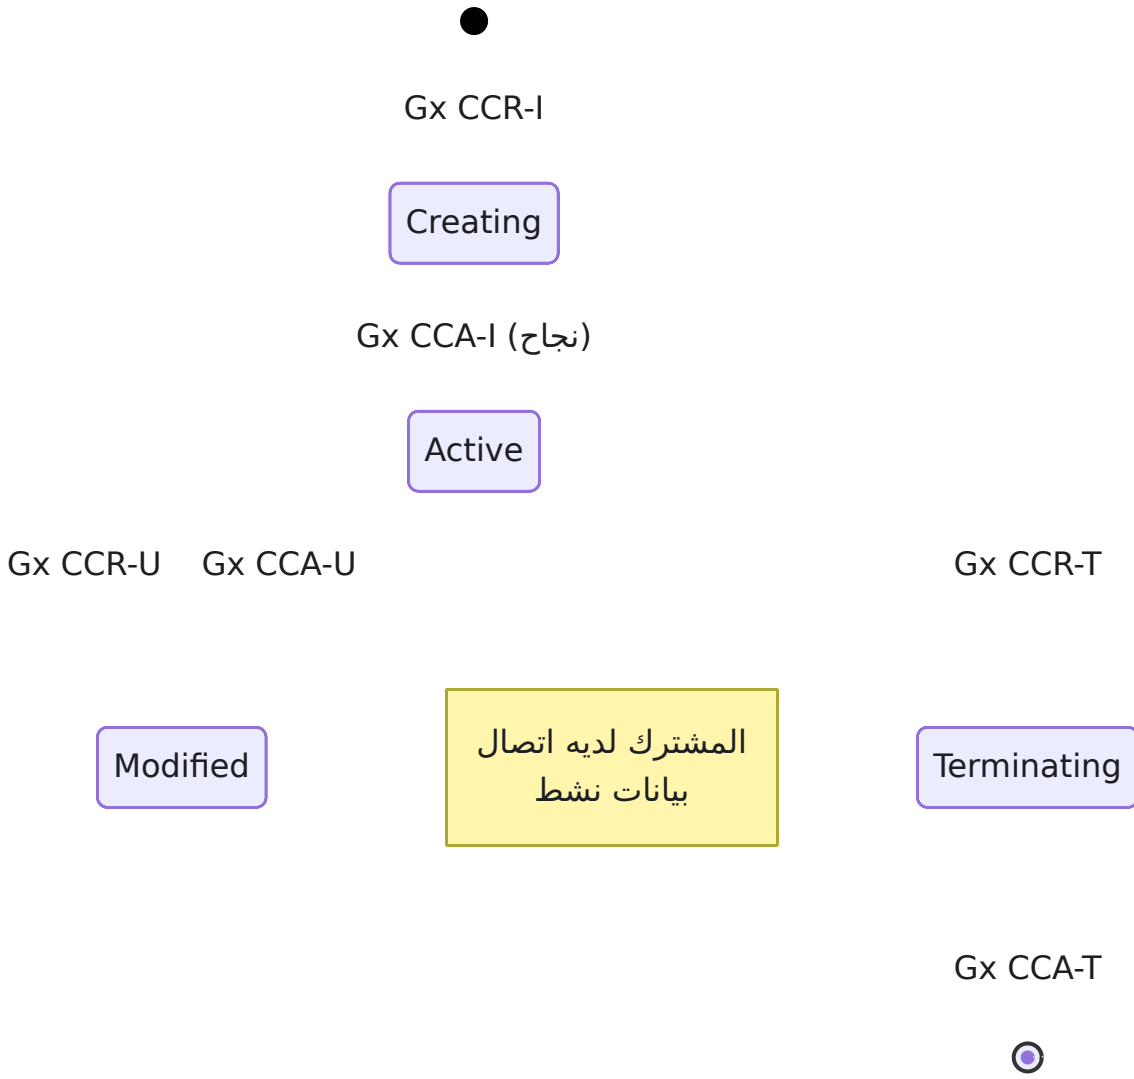 Gx CCR-I
Creating
Gx CCA-I (نجاح)
Active
Gx CCR-U
Gx CCA-U
Gx CCR-T
Modified
المشترك لديه اتصال
بيانات نشط
Terminating
Gx CCA-T